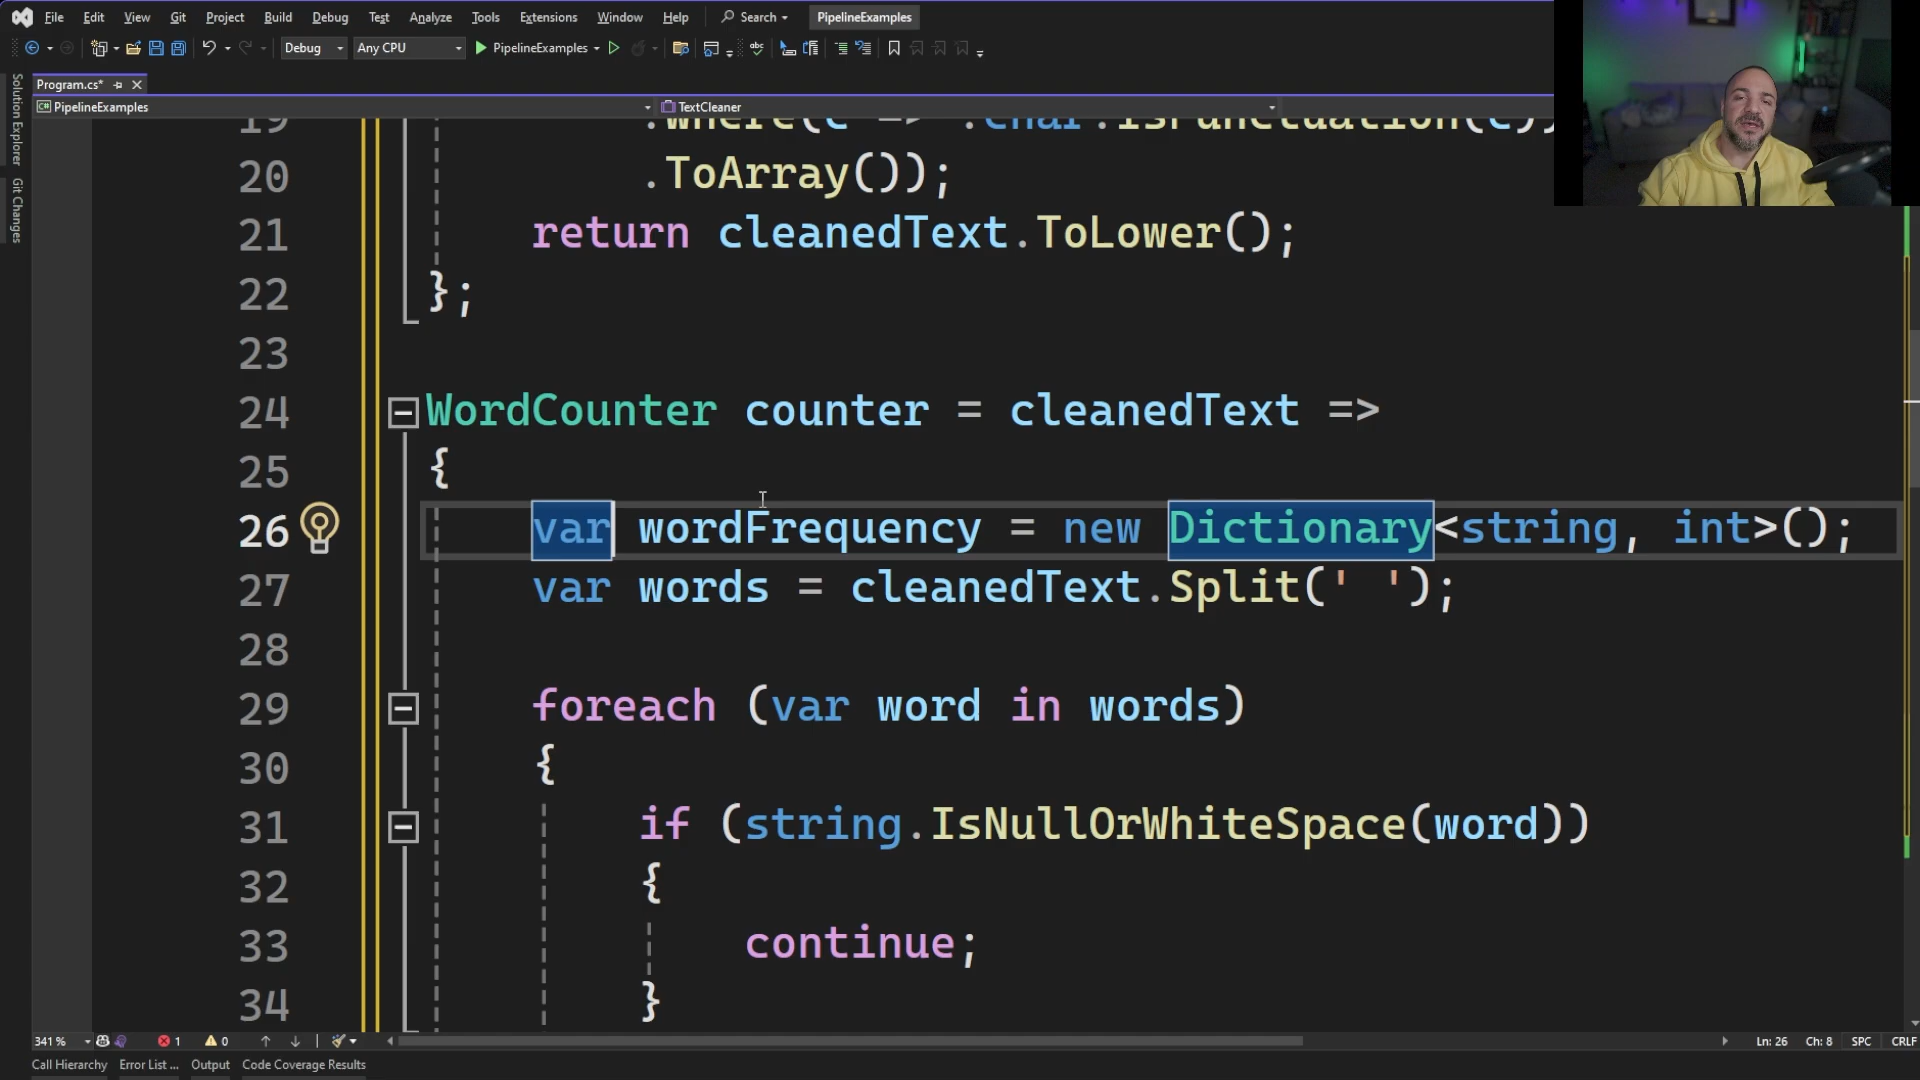 File Edit View Git Project Build Debug Test Analyze Tools Extensions Window Help Search PipelineExamples
Debug Any CPU PipelineExamples
Program.cs*
PipelineExamples TextCleaner
Solution Explorer
Git Changes
19 .Where(c => !char.IsPunctuation(c))
20 .ToArray());
21 return cleanedText.ToLower();
22 };
23
24 WordCounter counter = cleanedText =>
25 {
26 var wordFrequency = new Dictionary<string, int>();
27 var words = cleanedText.Split(' ');
28
29 foreach (var word in words)
30 {
31 if (string.IsNullOrWhiteSpace(word))
32 {
33 continue;
34 }
341 % 1 0 Ln: 26 Ch: 8 SPC CRLF
Call Hierarchy Error List ... Output Code Coverage Results